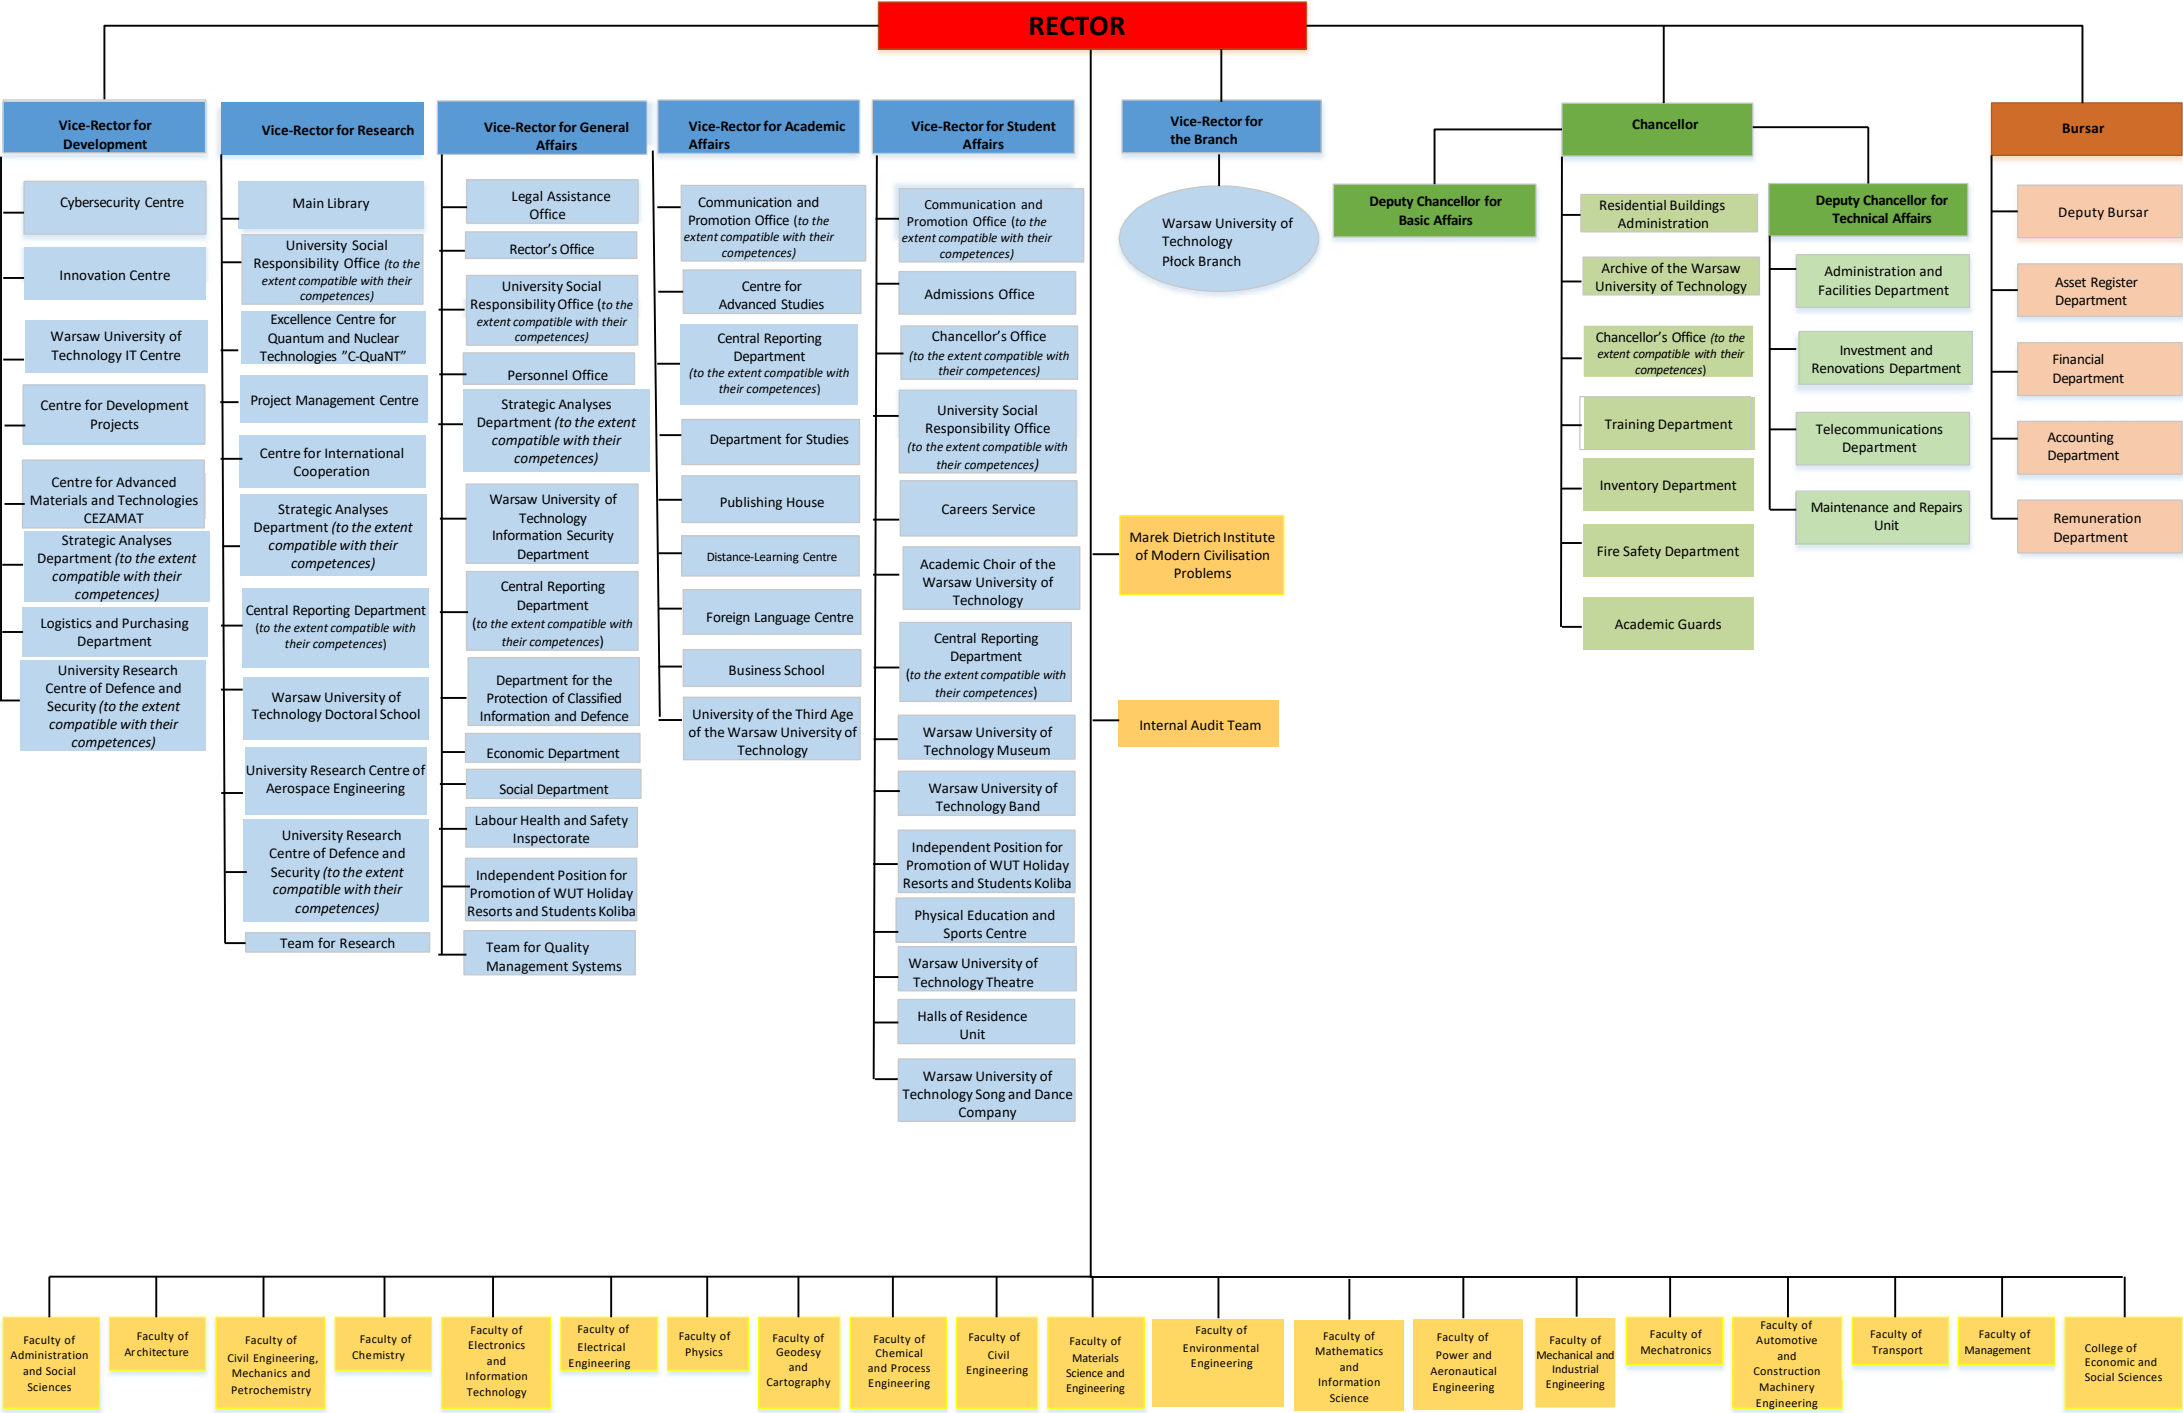 RECTOR
Vice-Rector for
Development
Cybersecurity Centre
Innovation Centre
Warsaw University of
Technology IT Centre
Centre for Development
Projects
Centre for Advanced
Materials and Technologies
CEZAMAT
Strategic Analyses
Department (to the extent
compatible with their
competences)
Logistics and Purchasing
Department
University Research
Centre of Defence and
Security (to the extent
compatible with their
competences)
Vice-Rector for Research
Main Library
University Social
Responsibility Office (to the
extent compatible with their
competences)
Excellence Centre for
Quantum and Nuclear
Technologies ”C-QuaNT”
Project Management Centre
Centre for International
Cooperation
Strategic Analyses
Department (to the extent
compatible with their
competences)
Central Reporting Department
(to the extent compatible with
their competences)
Warsaw University of
Technology Doctoral School
University Research Centre of
Aerospace Engineering
University Research
Centre of Defence and
Security (to the extent
compatible with their
competences)
Team for Research
Vice-Rector for General
Affairs
Legal Assistance
Office
Rector’s Office
University Social
Responsibility Office (to the
extent compatible with their
competences)
Personnel Office
Strategic Analyses
Department (to the extent
compatible with their
competences)
Warsaw University of
Technology
Information Security
Department
Central Reporting
Department
(to the extent compatible with
their competences)
Department for the
Protection of Classified
Information and Defence
Economic Department
Social Department
Labour Health and Safety
Inspectorate
Independent Position for
Promotion of WUT Holiday
Resorts and Students Koliba
Team for Quality
Management Systems
Vice-Rector for Academic
Affairs
Communication and
Promotion Office (to the
extent compatible with their
competences)
Centre for
Advanced Studies
Central Reporting
Department
(to the extent compatible with
their competences)
Department for Studies
Publishing House
Distance-Learning Centre
Foreign Language Centre
Business School
University of the Third Age
of the Warsaw University of
Technology
Vice-Rector for Student
Affairs
Communication and
Promotion Office (to the
extent compatible with their
competences)
Admissions Office
Chancellor’s Office
(to the extent compatible with
their competences)
University Social
Responsibility Office
(to the extent compatible with
their competences)
Careers Service
Academic Choir of the
Warsaw University of
Technology
Central Reporting
Department
(to the extent compatible with
their competences)
Warsaw University of
Technology Museum
Warsaw University of
Technology Band
Independent Position for
Promotion of WUT Holiday
Resorts and Students Koliba
Physical Education and
Sports Centre
Warsaw University of
Technology Theatre
Halls of Residence
Unit
Warsaw University of
Technology Song and Dance
Company
Vice-Rector for
the Branch
Warsaw University of
Technology
Płock Branch
Marek Dietrich Institute
of Modern Civilisation
Problems
Internal Audit Team
Chancellor
Deputy Chancellor for
Basic Affairs
Residential Buildings
Administration
Archive of the Warsaw
University of Technology
Chancellor’s Office (to the
extent compatible with their
competences)
Training Department
Inventory Department
Fire Safety Department
Academic Guards
Deputy Chancellor for
Technical Affairs
Administration and
Facilities Department
Investment and
Renovations Department
Telecommunications
Department
Maintenance and Repairs
Unit
Bursar
Deputy Bursar
Asset Register
Department
Financial
Department
Accounting
Department
Remuneration
Department
Faculty of
Administration
and Social
Sciences
Faculty of
Architecture
Faculty of
Civil Engineering,
Mechanics and
Petrochemistry
Faculty of
Chemistry
Faculty of
Electronics
and
Information
Technology
Faculty of
Electrical
Engineering
Faculty of
Physics
Faculty of
Geodesy
and
Cartography
Faculty of
Chemical
and Process
Engineering
Faculty of
Civil
Engineering
Faculty of
Materials
Science and
Engineering
Faculty of
Environmental
Engineering
Faculty of
Mathematics
and
Information
Science
Faculty of
Power and
Aeronautical
Engineering
Faculty of
Mechanical and
Industrial
Engineering
Faculty of
Mechatronics
Faculty of
Automotive
and
Construction
Machinery
Engineering
Faculty of
Transport
Faculty of
Management
College of
Economic and
Social Sciences